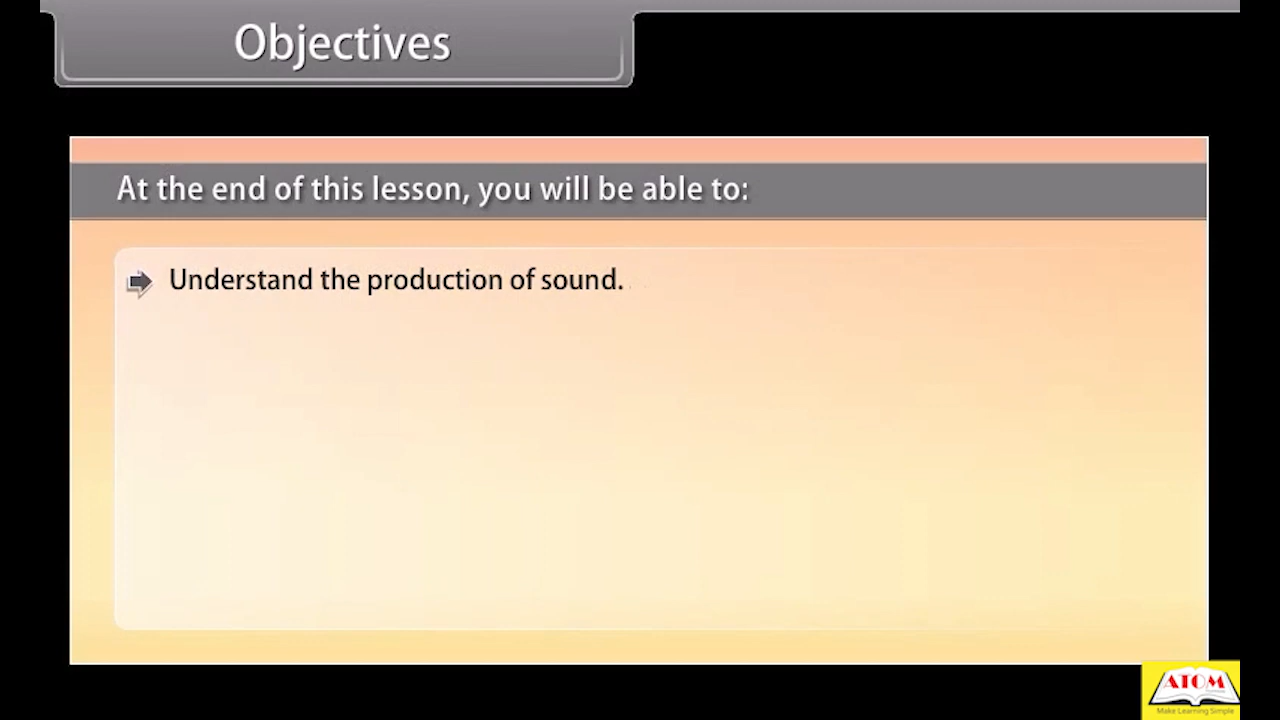 Objectives
At the end of this lesson, you will be able to:
Understand the production of sound.
ATOM
Make Learning Simple